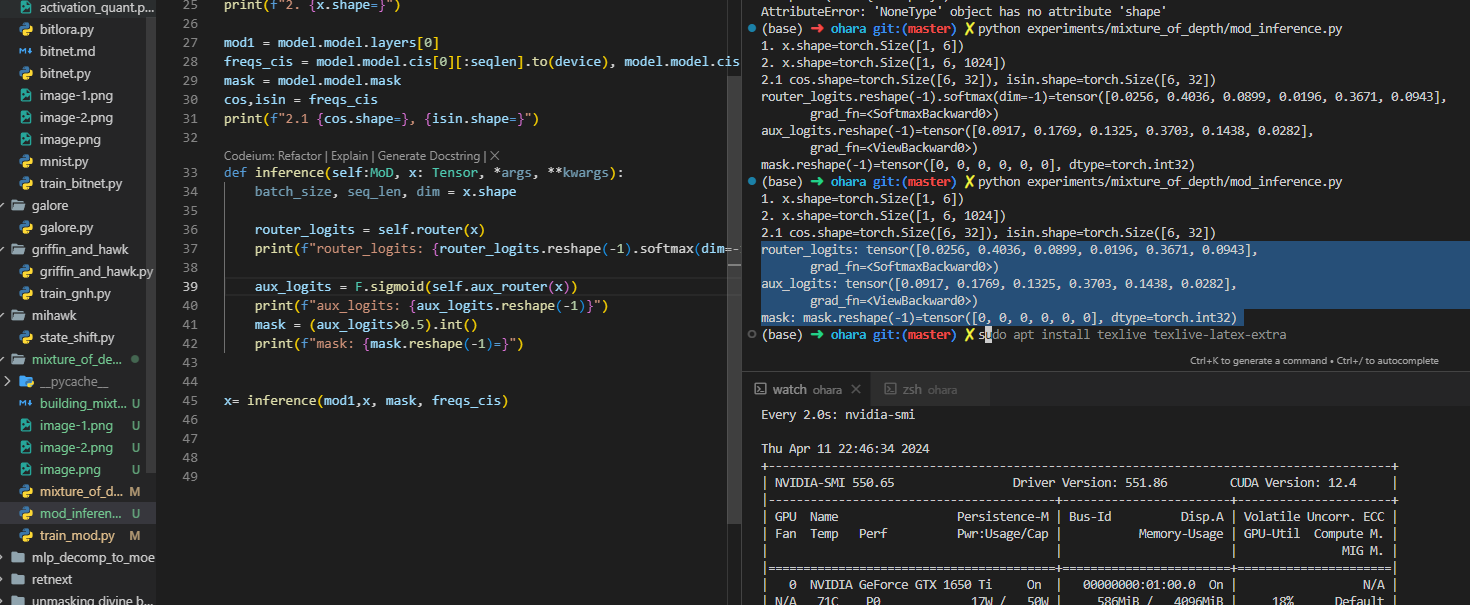 activation_quant.p...
bitlora.py
bitnet.md
bitnet.py
image-1.png
image-2.png
image.png
mnist.py
train_bitnet.py
galore
galore.py
griffin_and_hawk
griffin_and_hawk.py
train_gnh.py
mihawk
state_shift.py
mixture_of_de...
__pycache__
building_mixt... U
image-1.png U
image-2.png U
image.png U
mixture_of_d... M
mod_inferen... U
train_mod.py M
mlp_decomp_to_moe
retnext
unmasking_divine_b...
25 print(f"2. {x.shape=}")
26
27 mod1 = model.model.layers[0]
28 freqs_cis = model.model.cis[0][:seqlen].to(device), model.model.cis
29 mask = model.model.mask
30 cos,isin = freqs_cis
31 print(f"2.1 {cos.shape=}, {isin.shape=}")
32
Codeium: Refactor | Explain | Generate Docstring | X
33 def inference(self:MoD, x: Tensor, *args, **kwargs):
34 batch_size, seq_len, dim = x.shape
35
36 router_logits = self.router(x)
37 print(f"router_logits: {router_logits.reshape(-1).softmax(dim=-
38
39 aux_logits = F.sigmoid(self.aux_router(x))
40 print(f"aux_logits: {aux_logits.reshape(-1)}")
41 mask = (aux_logits>0.5).int()
42 print(f"mask: {mask.reshape(-1)=}")
43
44
45 x= inference(mod1,x, mask, freqs_cis)
46
47
48
49
AttributeError: 'NoneType' object has no attribute 'shape'
(base) ➜ ohara git:(master) ✗ python experiments/mixture_of_depth/mod_inference.py
1. x.shape=torch.Size([1, 6])
2. x.shape=torch.Size([1, 6, 1024])
2.1 cos.shape=torch.Size([6, 32]), isin.shape=torch.Size([6, 32])
router_logits.reshape(-1).softmax(dim=-1)=tensor([0.0256, 0.4036, 0.0899, 0.0196, 0.3671, 0.0943],
grad_fn=<SoftmaxBackward0>)
aux_logits.reshape(-1)=tensor([0.0917, 0.1769, 0.1325, 0.3703, 0.1438, 0.0282],
grad_fn=<ViewBackward0>)
mask.reshape(-1)=tensor([0, 0, 0, 0, 0, 0], dtype=torch.int32)
(base) ➜ ohara git:(master) ✗ python experiments/mixture_of_depth/mod_inference.py
1. x.shape=torch.Size([1, 6])
2. x.shape=torch.Size([1, 6, 1024])
2.1 cos.shape=torch.Size([6, 32]), isin.shape=torch.Size([6, 32])
router_logits: tensor([0.0256, 0.4036, 0.0899, 0.0196, 0.3671, 0.0943],
grad_fn=<SoftmaxBackward0>)
aux_logits: tensor([0.0917, 0.1769, 0.1325, 0.3703, 0.1438, 0.0282],
grad_fn=<ViewBackward0>)
mask: mask.reshape(-1)=tensor([0, 0, 0, 0, 0, 0], dtype=torch.int32)
(base) ➜ ohara git:(master) ✗ sudo apt install texlive texlive-latex-extra
Ctrl+K to generate a command • Ctrl+/ to autocomplete
watch ohara zsh ohara
Every 2.0s: nvidia-smi
Thu Apr 11 22:46:34 2024
NVIDIA-SMI 550.65 Driver Version: 551.86 CUDA Version: 12.4
GPU Name Persistence-M | Bus-Id Disp.A | Volatile Uncorr. ECC
Fan Temp Perf Pwr:Usage/Cap | Memory-Usage | GPU-Util Compute M.
MIG M.
0 NVIDIA GeForce GTX 1650 Ti On | 00000000:01:00.0 On | N/A
N/A 71C P0 17W / 50W | 586MiB / 4096MiB | 18% Default